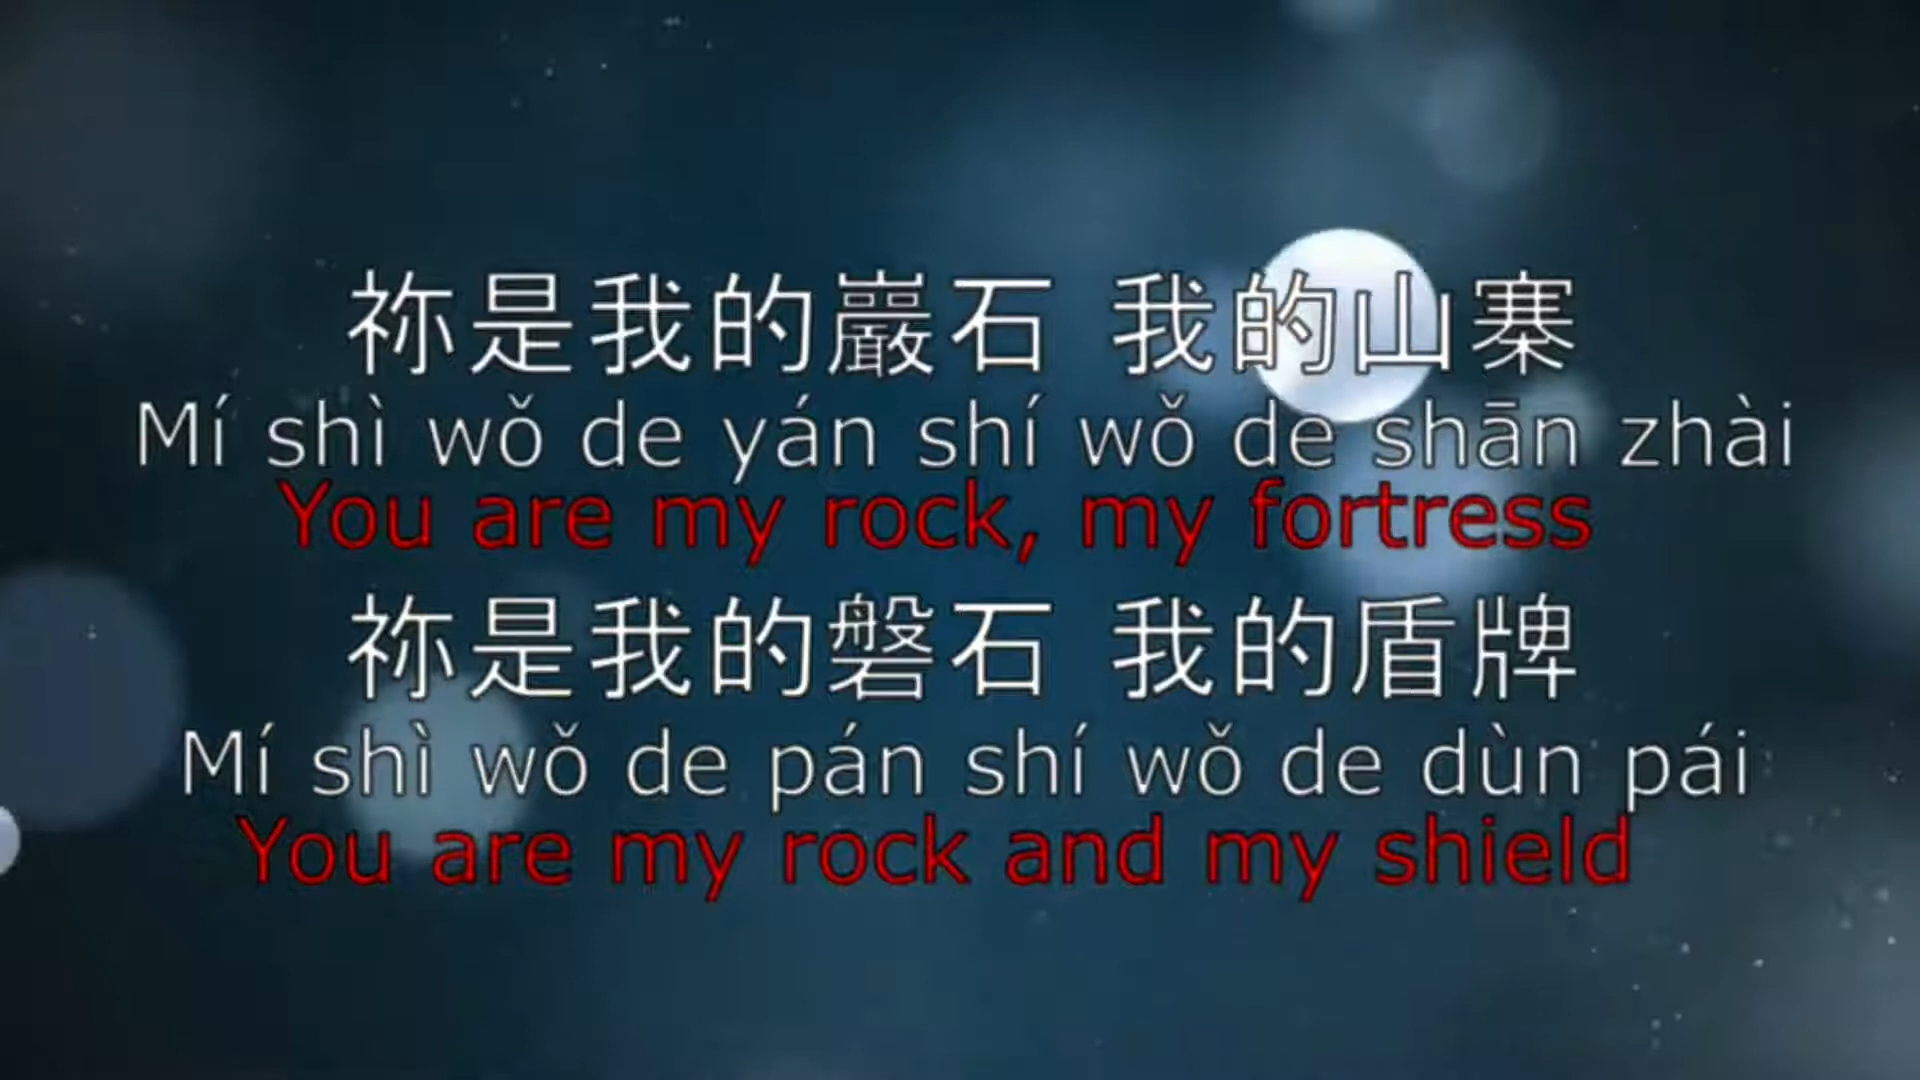 祢是我的巖石 我的山寨
Mí shì wǒ de yán shí wǒ de shān zhài
You are my rock, my fortress
祢是我的磐石 我的盾牌
Mí shì wǒ de pán shí wǒ de dùn pái
You are my rock and my shield